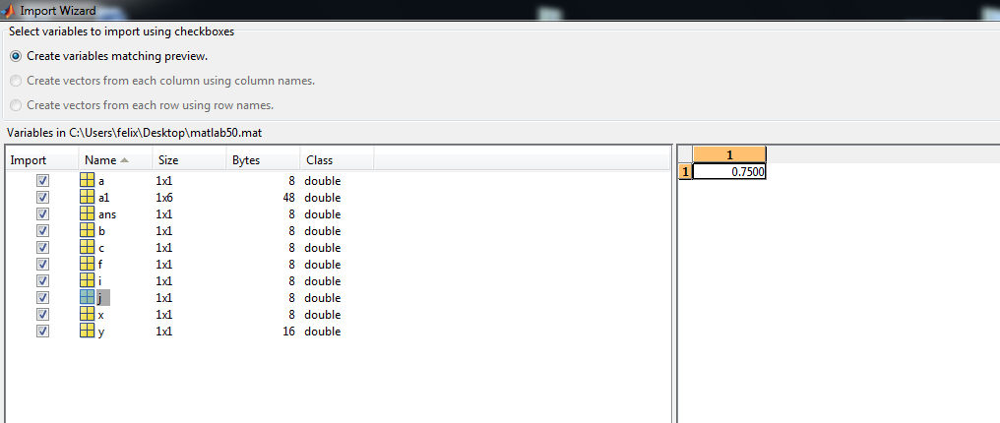 Import Wizard
Select variables to import using checkboxes
Create variables matching preview.
Create vectors from each column using column names.
Create vectors from each row using row names.
Variables in C:\Users\felix\Desktop\matlab50.mat
Import Name Size Bytes Class
a 1x1 8 double
a1 1x6 48 double
ans 1x1 8 double
b 1x1 8 double
c 1x1 8 double
f 1x1 8 double
i 1x1 8 double
j 1x1 8 double
x 1x1 8 double
y 1x1 16 double
1
1 0.7500